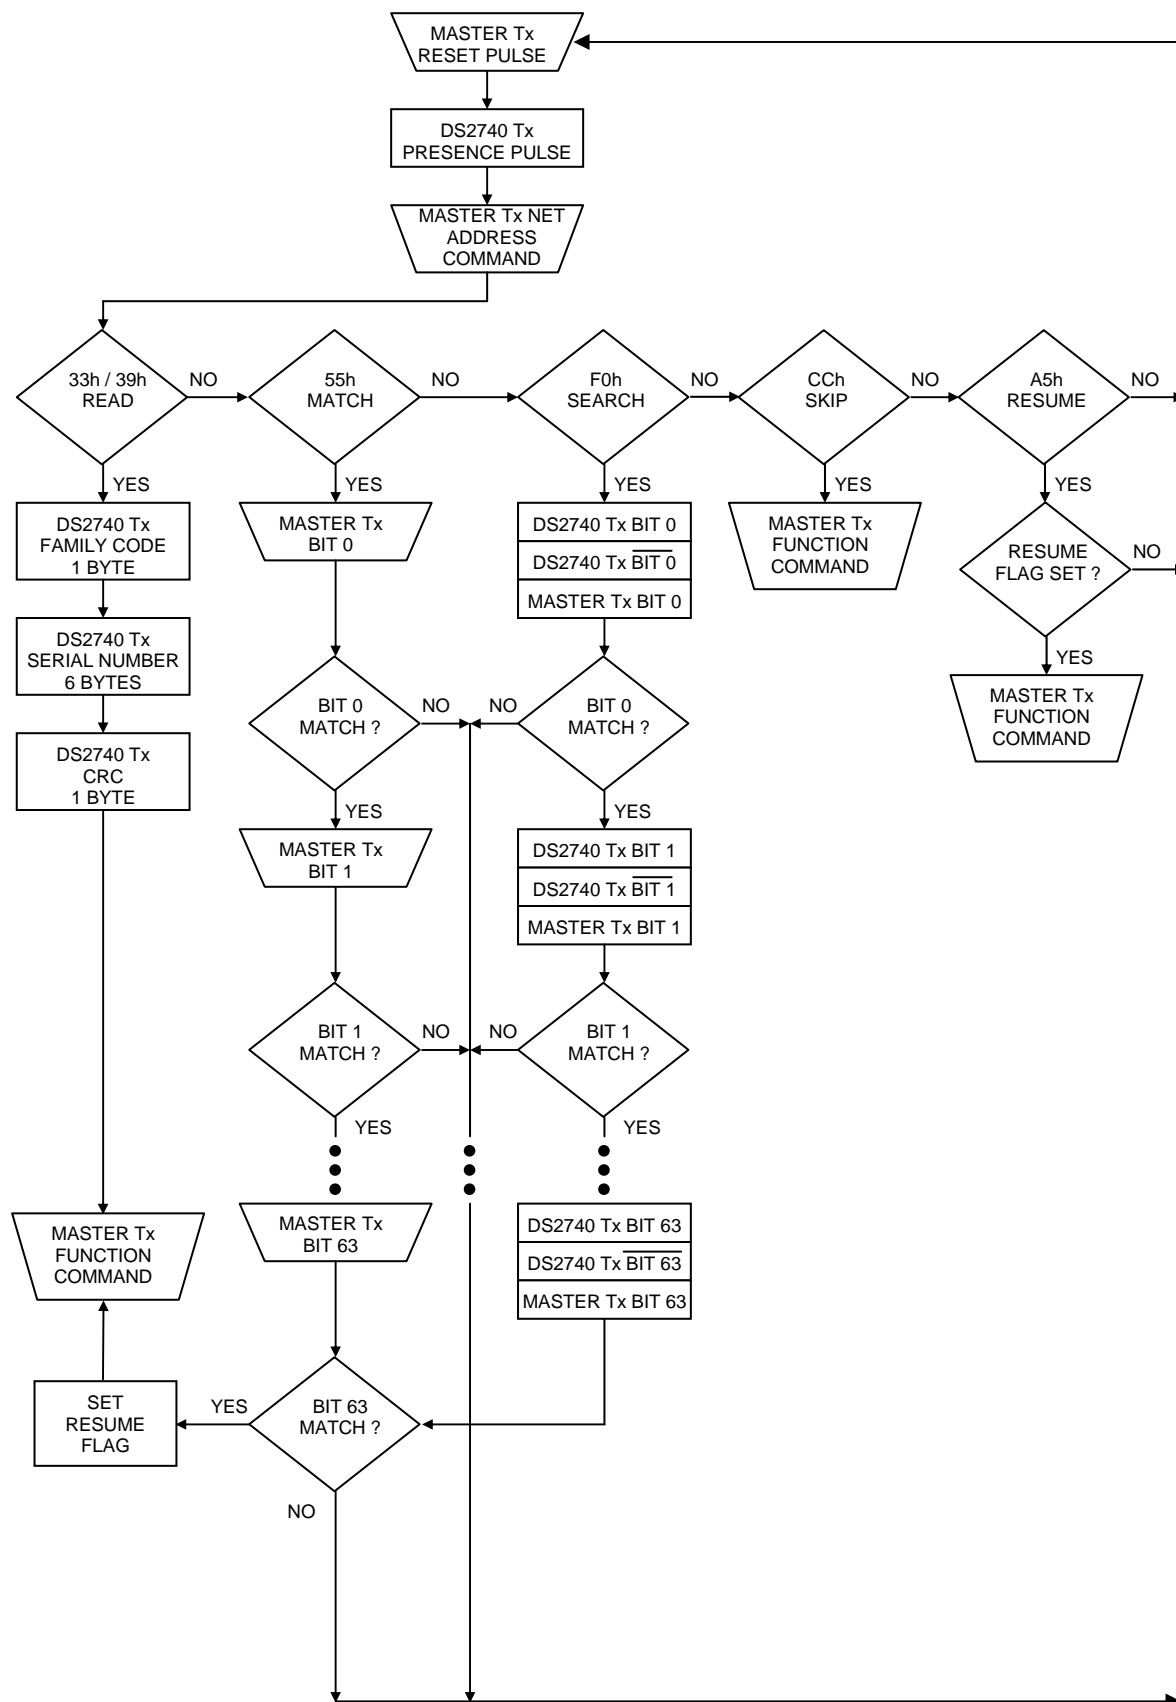 MASTER Tx
RESET PULSE
DS2740 Tx
PRESENCE PULSE
MASTER Tx NET
ADDRESS
COMMAND
33h / 39h
READ
NO
55h
MATCH
NO
F0h
SEARCH
NO
CCh
SKIP
NO
A5h
RESUME
NO
YES
YES
YES
YES
YES
DS2740 Tx
FAMILY CODE
1 BYTE
MASTER Tx
BIT 0
DS2740 Tx BIT 0
DS2740 Tx B̅I̅T̅ ̅0̅
MASTER Tx BIT 0
MASTER Tx
FUNCTION
COMMAND
RESUME
FLAG SET ?
NO
YES
DS2740 Tx
SERIAL NUMBER
6 BYTES
BIT 0
MATCH ?
NO
NO
BIT 0
MATCH ?
MASTER Tx
FUNCTION
COMMAND
DS2740 Tx
CRC
1 BYTE
YES
YES
MASTER Tx
BIT 1
DS2740 Tx BIT 1
DS2740 Tx B̅I̅T̅ ̅1̅
MASTER Tx BIT 1
BIT 1
MATCH ?
NO
NO
BIT 1
MATCH ?
YES
YES
MASTER Tx
FUNCTION
COMMAND
MASTER Tx
BIT 63
DS2740 Tx BIT 63
DS2740 Tx B̅I̅T̅ ̅6̅3̅
MASTER Tx BIT 63
SET
RESUME
FLAG
YES
BIT 63
MATCH ?
NO